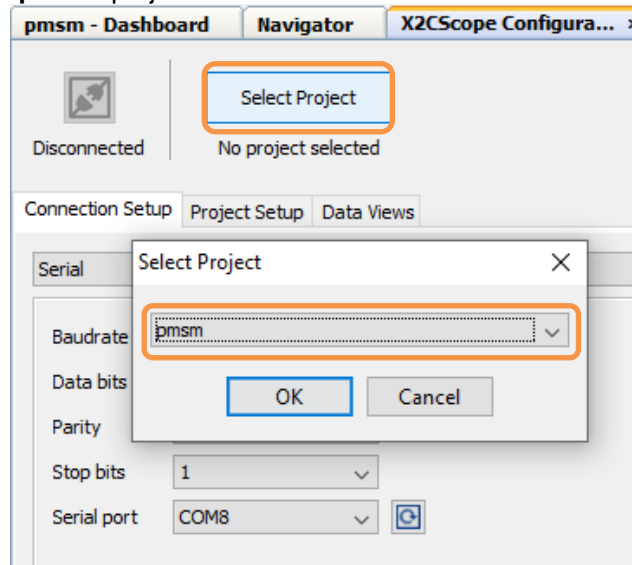 pmsm - Dashboard Navigator X2CScope Configura...
Select Project
Disconnected No project selected
Connection Setup Project Setup Data Views
Serial Select Project
Baudrate pmsm
Data bits OK Cancel
Parity
Stop bits 1
Serial port COM8